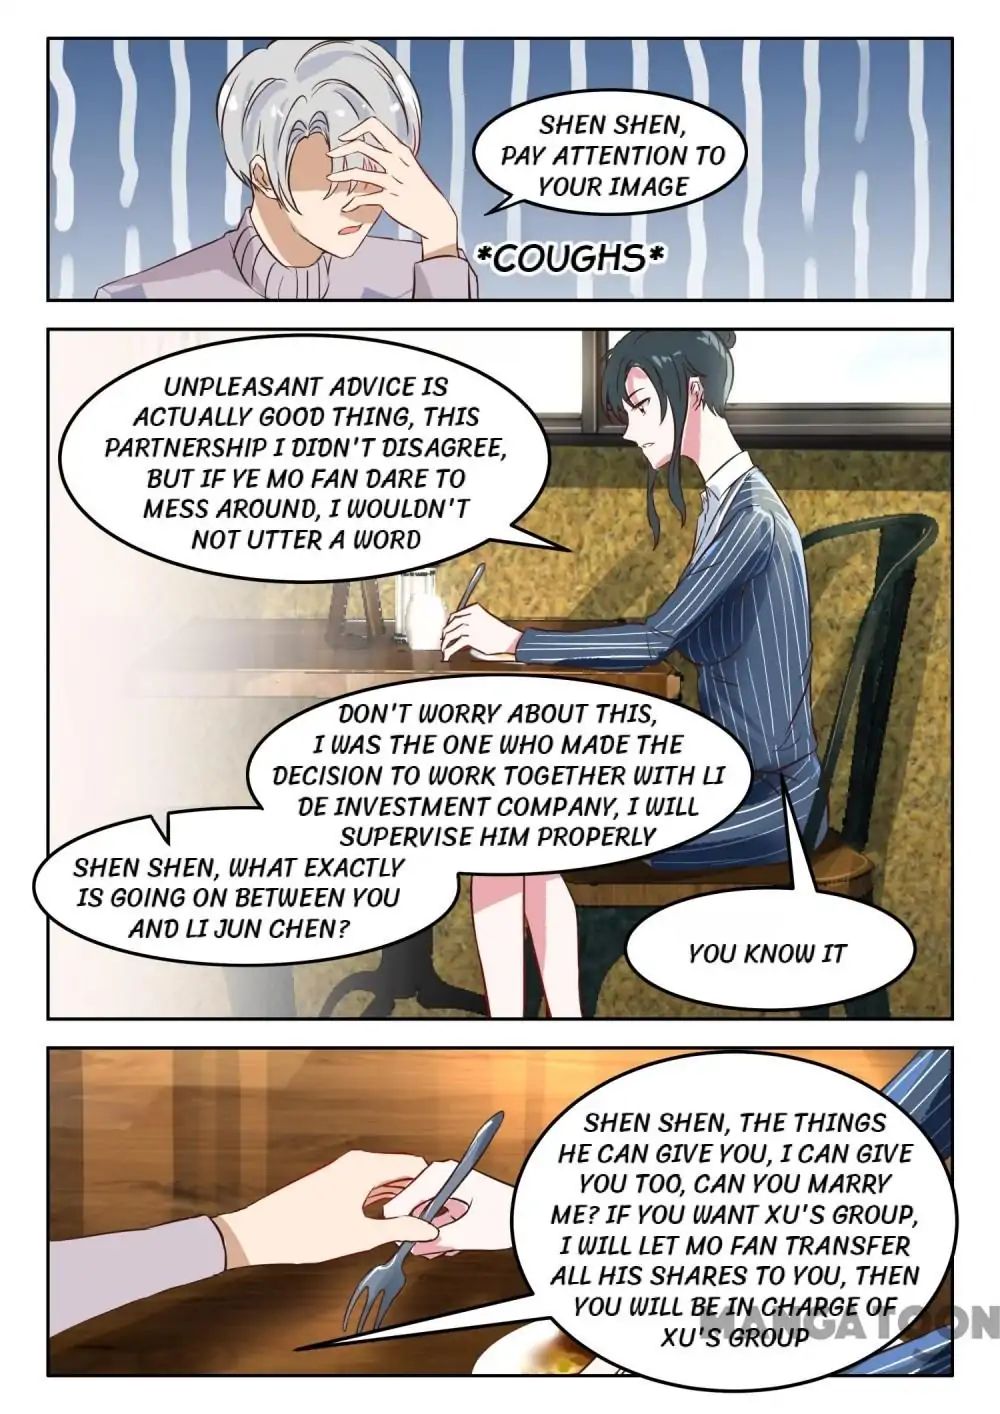 SHEN SHEN,
PAY ATTENTION TO
YOUR IMAGE
*COUGHS*
UNPLEASANT ADVICE IS
ACTUALLY GOOD THING, THIS
PARTNERSHIP I DIDN'T DISAGREE,
BUT IF YE MO FAN DARE TO
MESS AROUND, I WOULDN'T
NOT UTTER A WORD
DON'T WORRY ABOUT THIS,
I WAS THE ONE WHO MADE THE
DECISION TO WORK TOGETHER WITH LI
DE INVESTMENT COMPANY, I WILL
SUPERVISE HIM PROPERLY
SHEN SHEN, WHAT EXACTLY
IS GOING ON BETWEEN YOU
AND LI JUN CHEN?
YOU KNOW IT
SHEN SHEN, THE THINGS
HE CAN GIVE YOU, I CAN GIVE
YOU TOO, CAN YOU MARRY
ME? IF YOU WANT XU'S GROUP,
I WILL LET MO FAN TRANSFER
ALL HIS SHARES TO YOU, THEN
YOU WILL BE IN CHARGE OF
XU'S GROUP
MANGATOON